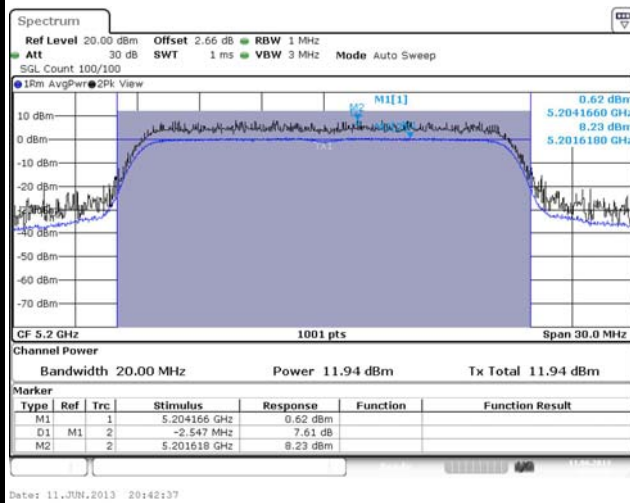 Spectrum
Ref Level 20.00 dBm Offset 2.66 dB RBW 1 MHz
Att 30 dB SWT 1 ms VBW 3 MHz Mode Auto Sweep
SGL Count 100/100
1Rm AvgPwr 2Pk View
M1[1] 0.62 dBm
5.2041660 GHz
8.23 dBm
5.2016180 GHz
M2
10 dBm
0 dBm
TX1
-10 dBm
-20 dBm
-40 dBm
-50 dBm
-60 dBm
-70 dBm
CF 5.2 GHz 1001 pts Span 30.0 MHz
Channel Power
Bandwidth 20.00 MHz Power 11.94 dBm Tx Total 11.94 dBm
Marker
Type Ref Trc Stimulus Response Function Function Result
M1 1 5.204166 GHz 0.62 dBm
D1 M1 2 -2.547 MHz 7.61 dB
M2 2 5.201618 GHz 8.23 dBm
Date: 11.JUN.2013 20:42:37